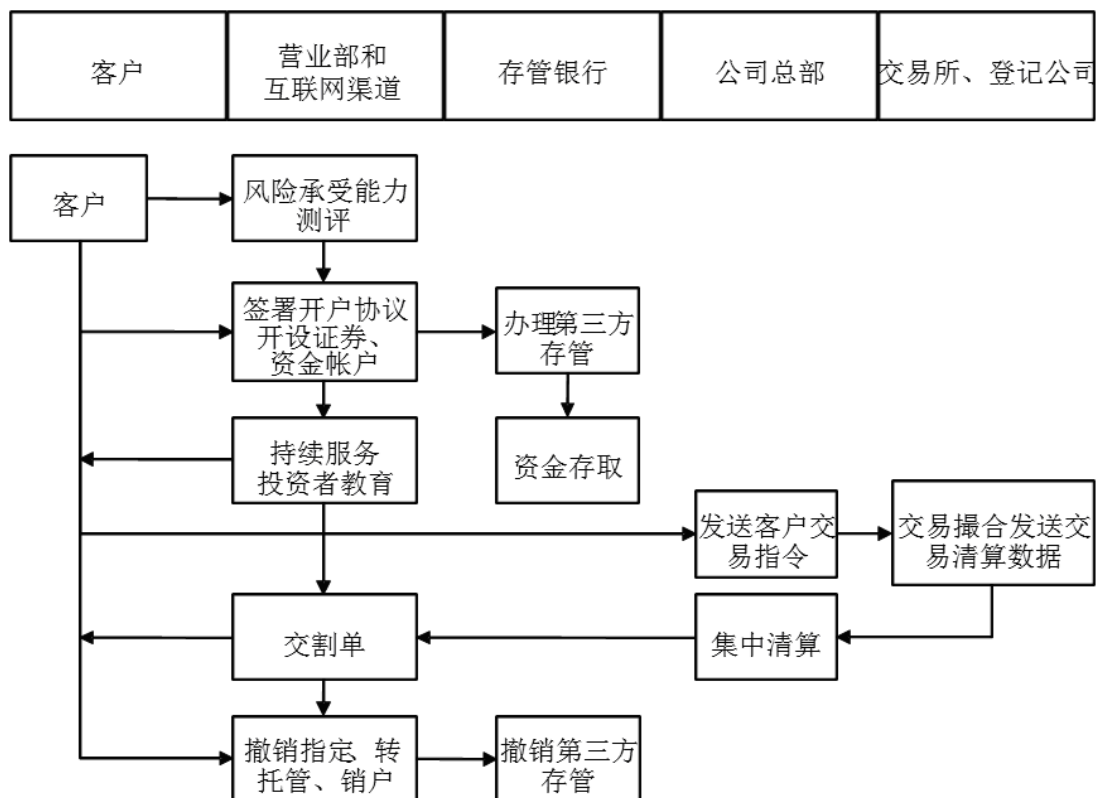 客户
营业部和
互联网渠道
存管银行
公司总部
交易所、登记公司
客户
风险承受能力
测评
签署开户协议
开设证券、
资金帐户
办理第三方
存管
持续服务
投资者教育
资金存取
发送客户交
易指令
交易撮合发送交
易清算数据
交割单
集中清算
撤销指定、转
托管、销户
撤销第三方
存管